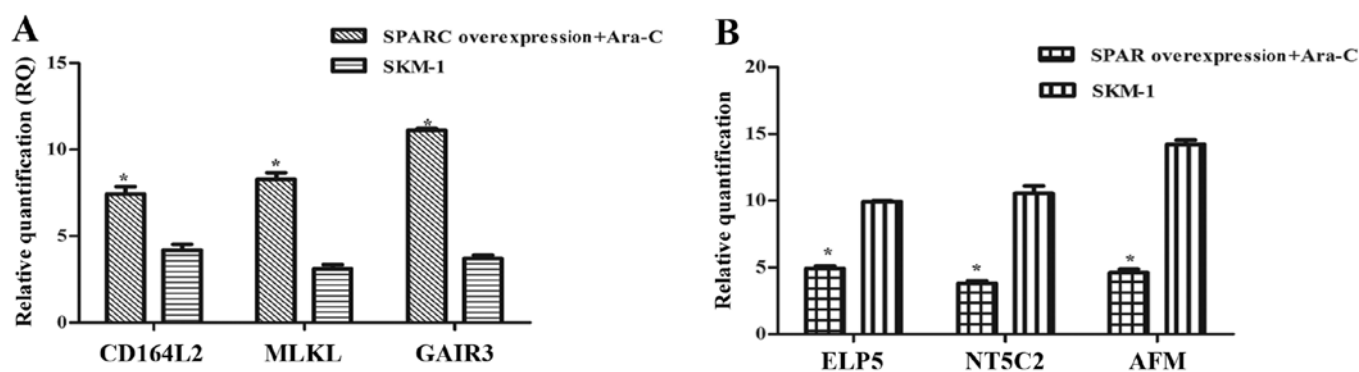 A
SPARC overexpression+Ara-C
SKM-1
Relative quantification (RQ)
15
10
5
0
*
*
*
CD164L2 MLKL GAIR3
B
SPAR overexpression+Ara-C
SKM-1
Relative quantification
20
15
10
5
0
*
*
*
ELP5 NT5C2 AFM